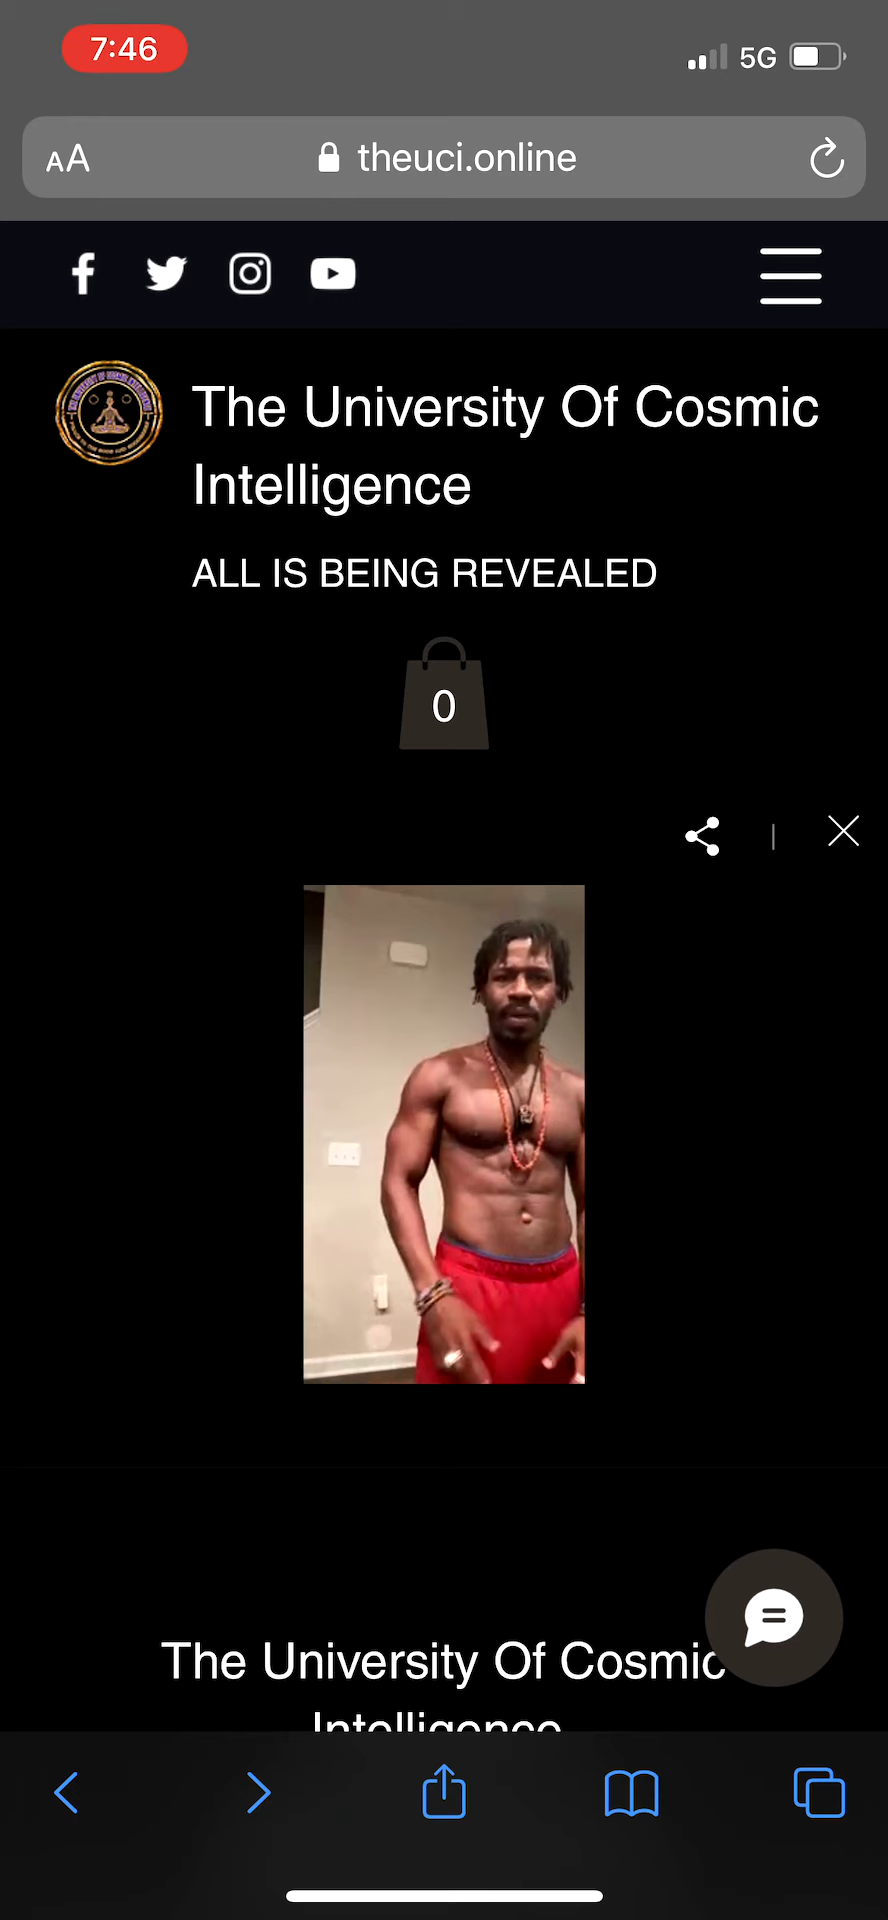 7:46
5G
AA
theuci.online
The University Of Cosmic
Intelligence
ALL IS BEING REVEALED
0
The University Of Cosmic
Intelligence